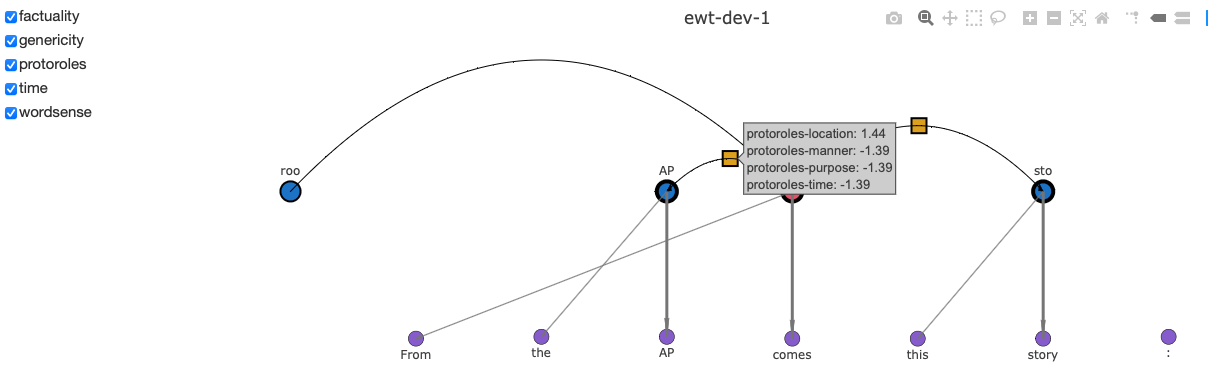 factuality
genericity
protoroles
time
wordsense
ewt-dev-1
protoroles-location: 1.44
protoroles-manner: -1.39
protoroles-purpose: -1.39
protoroles-time: -1.39
roo
AP
sto
From
the
AP
comes
this
story
: